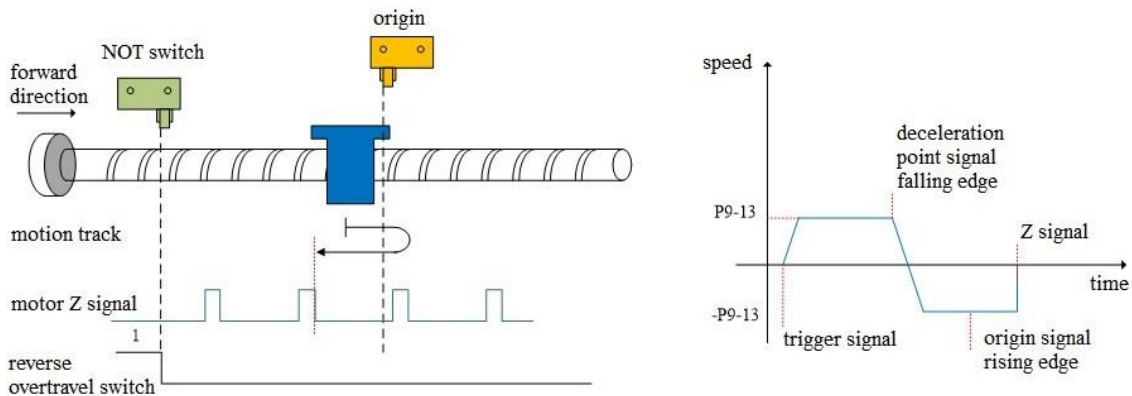 origin
NOT switch
forward
direction
motion track
motor Z signal
1
reverse
overtravel switch
speed
deceleration
point signal
falling edge
P9-13
Z signal
time
-P9-13
trigger signal
origin signal
rising edge